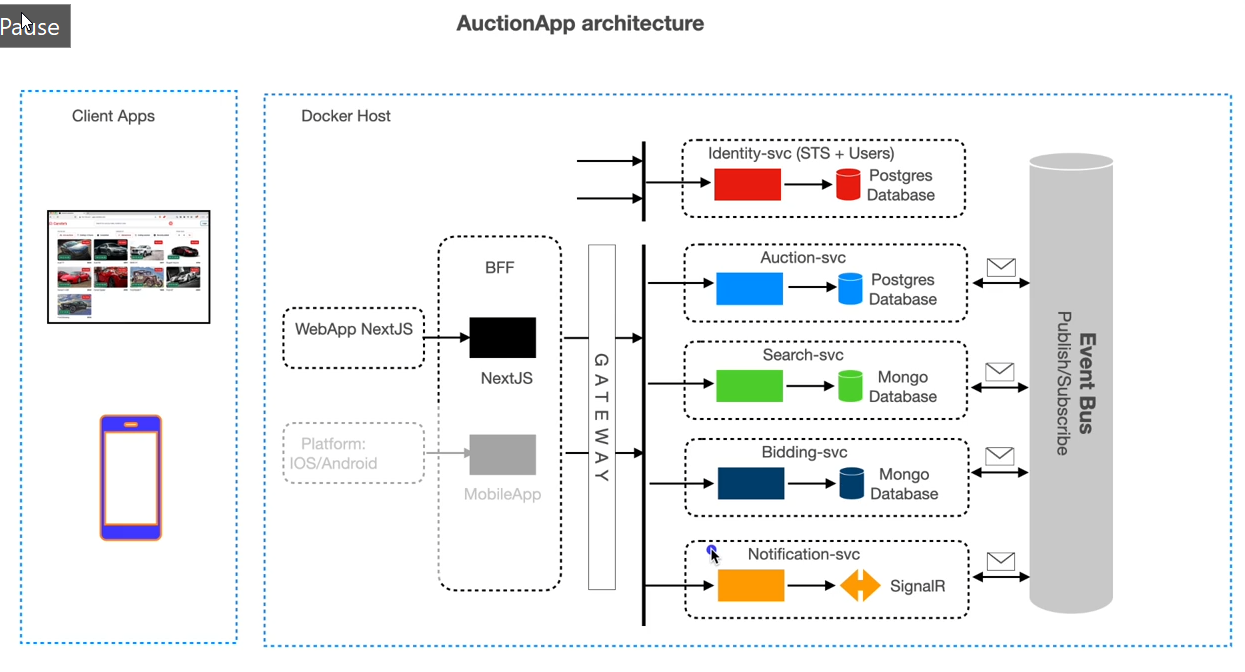 Pause
AuctionApp architecture
Client Apps
Docker Host
Identity-svc (STS + Users)
Postgres
Database
Auction-svc
Postgres
Database
BFF
WebApp NextJS
NextJS
Search-svc
Mongo
Database
GATEWAY
Event Bus
Publish/Subscribe
Platform:
IOS/Android
MobileApp
Bidding-svc
Mongo
Database
Notification-svc
SignalR